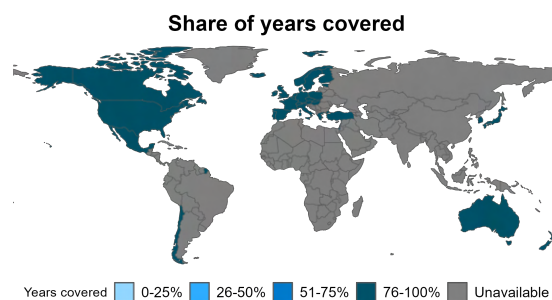 Share of years covered
Years covered 0-25% 26-50% 51-75% 76-100% Unavailable